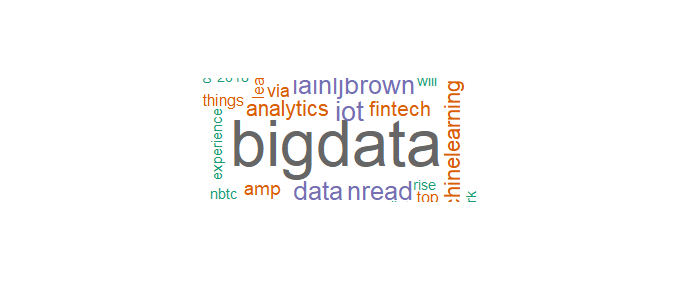 2018
will
iainljbrown
via
lea
things
analytics
iot
fintech
bigdata
experience
chinelearning
nbtc
amp
data
nread
rise
top
rk